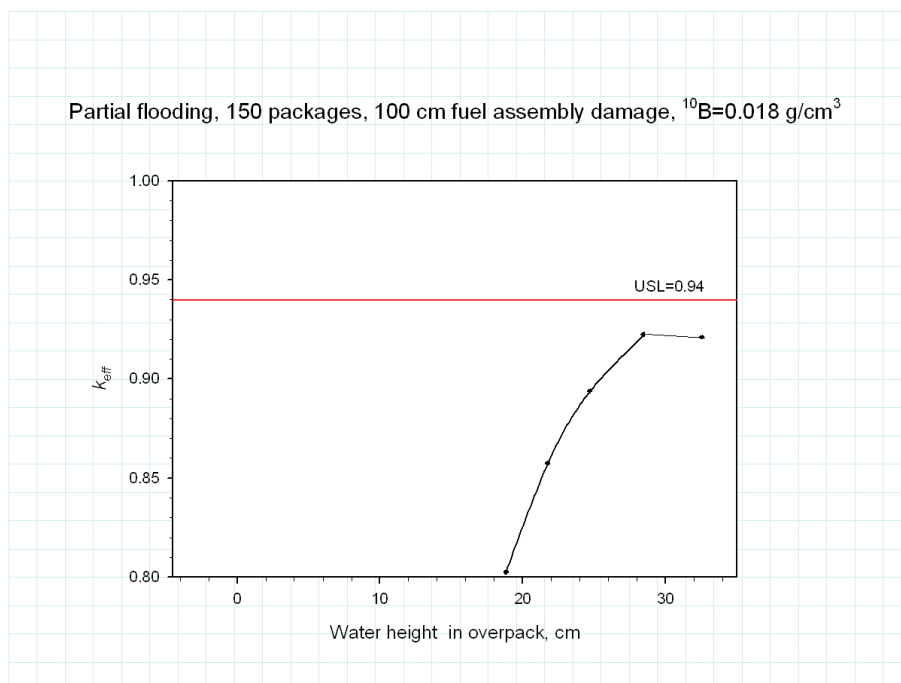 Partial flooding, 150 packages, 100 cm fuel assembly damage, ¹⁰B=0.018 g/cm³
1.00
0.95
USL=0.94
0.90
k_eff
0.85
0.80
0 10 20 30
Water height in overpack, cm